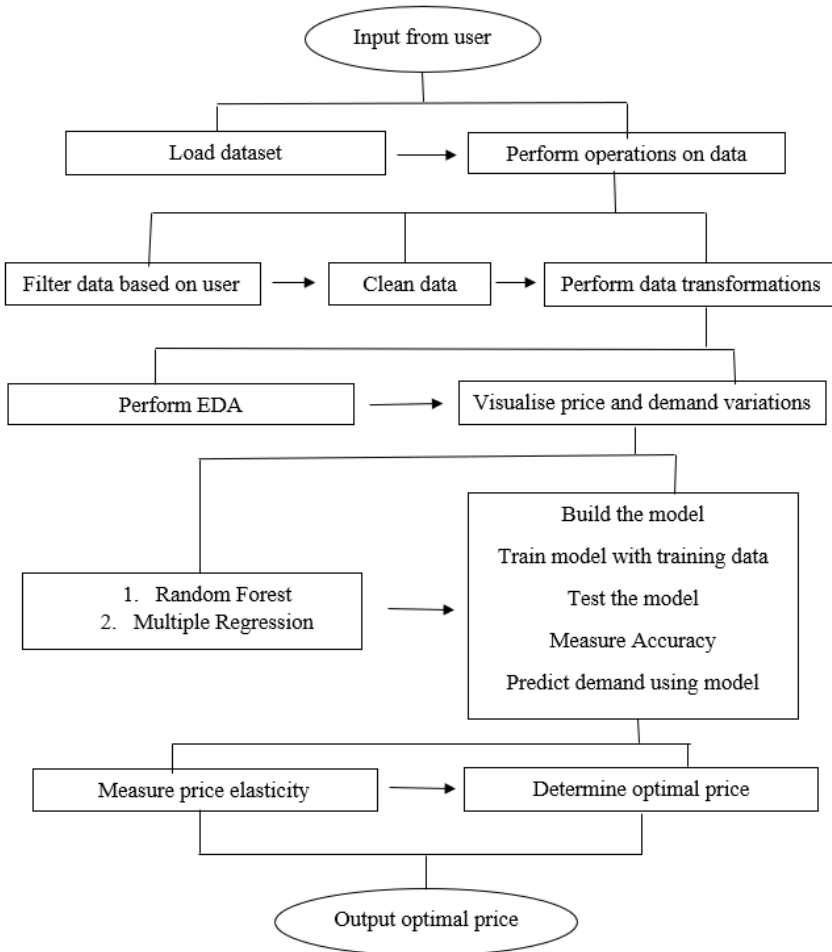 Input from user
Load dataset
Perform operations on data
Filter data based on user
Clean data
Perform data transformations
Perform EDA
Visualise price and demand variations
1. Random Forest
2. Multiple Regression
Build the model
Train model with training data
Test the model
Measure Accuracy
Predict demand using model
Measure price elasticity
Determine optimal price
Output optimal price